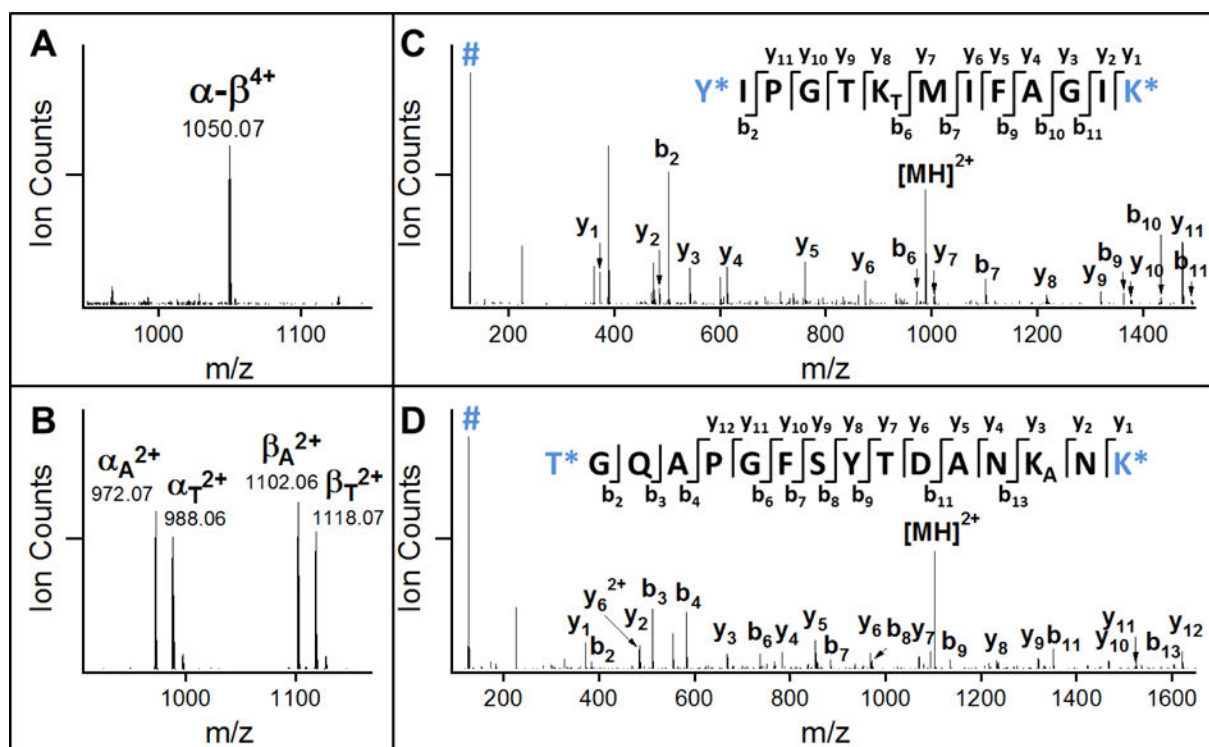 A
α-β4+
1050.07
Ion Counts
1000 1100
m/z
B
αA2+
972.07
αT2+
988.06
βA2+
1102.06
βT2+
1118.07
Ion Counts
1000 1100
m/z
C
#
y11 y10 y9 y8 y7 y6 y5 y4 y3 y2 y1
Y* I P G T KT M I F A G I K*
b2 b6 b7 b9 b10 b11
b2
[MH]2+
y1 y2 y3 y4 y5 y6 b6 y7 b7 y8 y9 b9 y10 b10 y11 b11
Ion Counts
200 400 600 800 1000 1200 1400
m/z
D
#
y12 y11 y10 y9 y8 y7 y6 y5 y4 y3 y2 y1
T* G Q A P G F S Y T D A N KA N K*
b2 b3 b4 b6 b7 b8 b9 b11 b13
[MH]2+
y1 b2 y62+ y2 b3 b4 y3 b6 y4 y5 b7 y6 b8 y7 b9 y8 y9 b11 y10 y11 b13 y12
Ion Counts
200 400 600 800 1000 1200 1400 1600
m/z